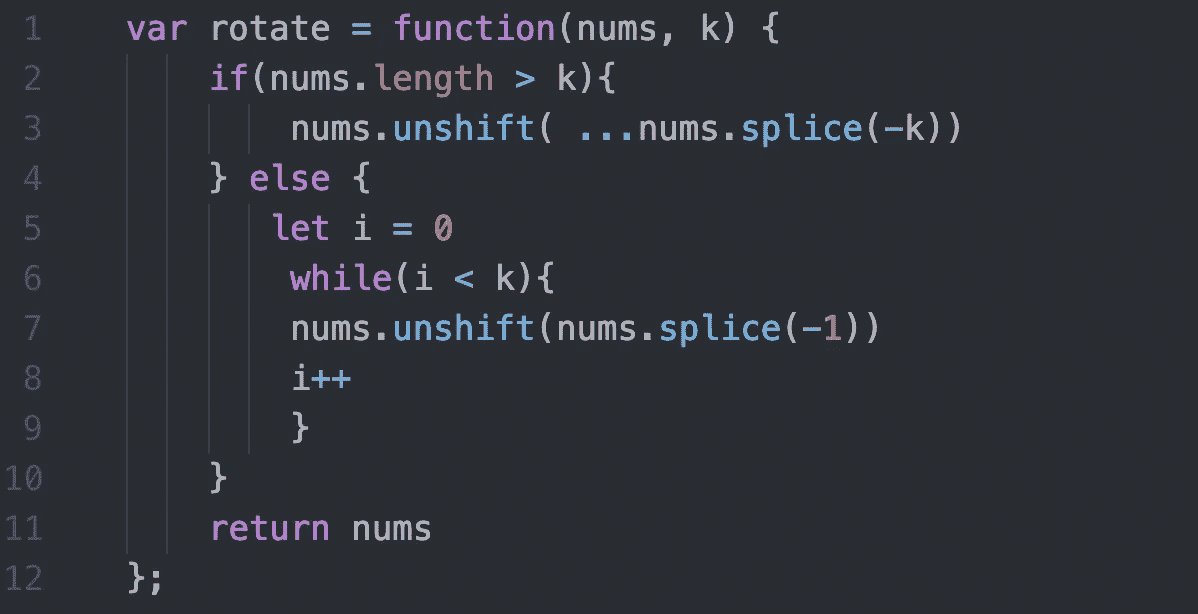 1 var rotate = function(nums, k) {
2 if(nums.length > k){
3 nums.unshift( ...nums.splice(-k))
4 } else {
5 let i = 0
6 while(i < k){
7 nums.unshift(nums.splice(-1))
8 i++
9 }
10 }
11 return nums
12 };